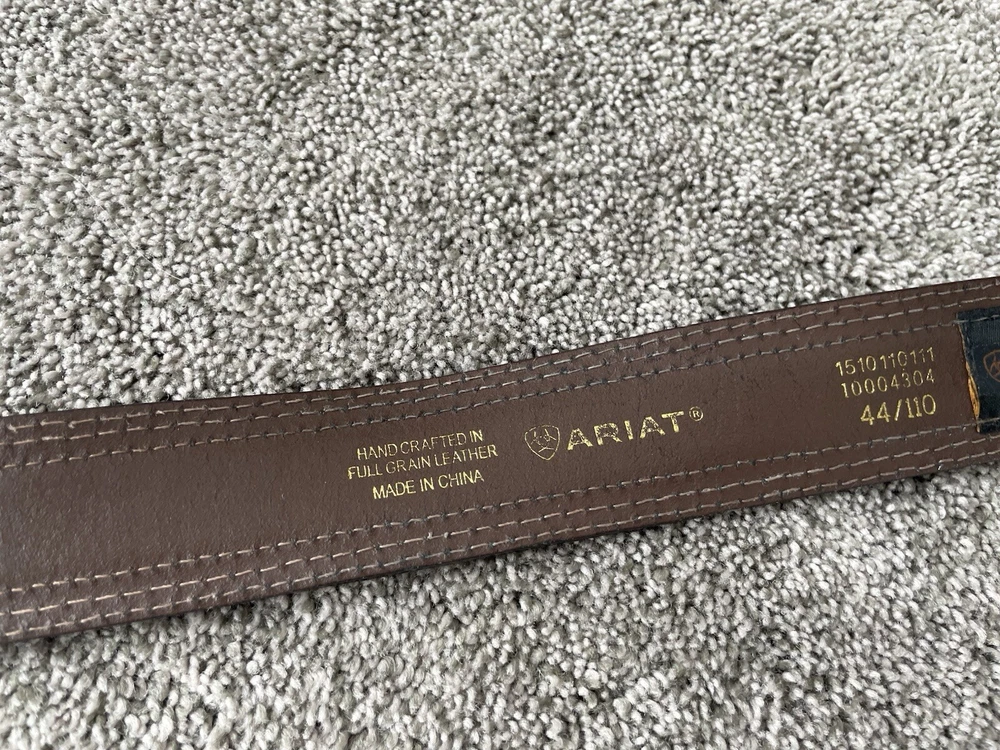 HAND CRAFTED IN
FULL GRAIN LEATHER
MADE IN CHINA
ARIAT®
1510110111
10004304
44/110